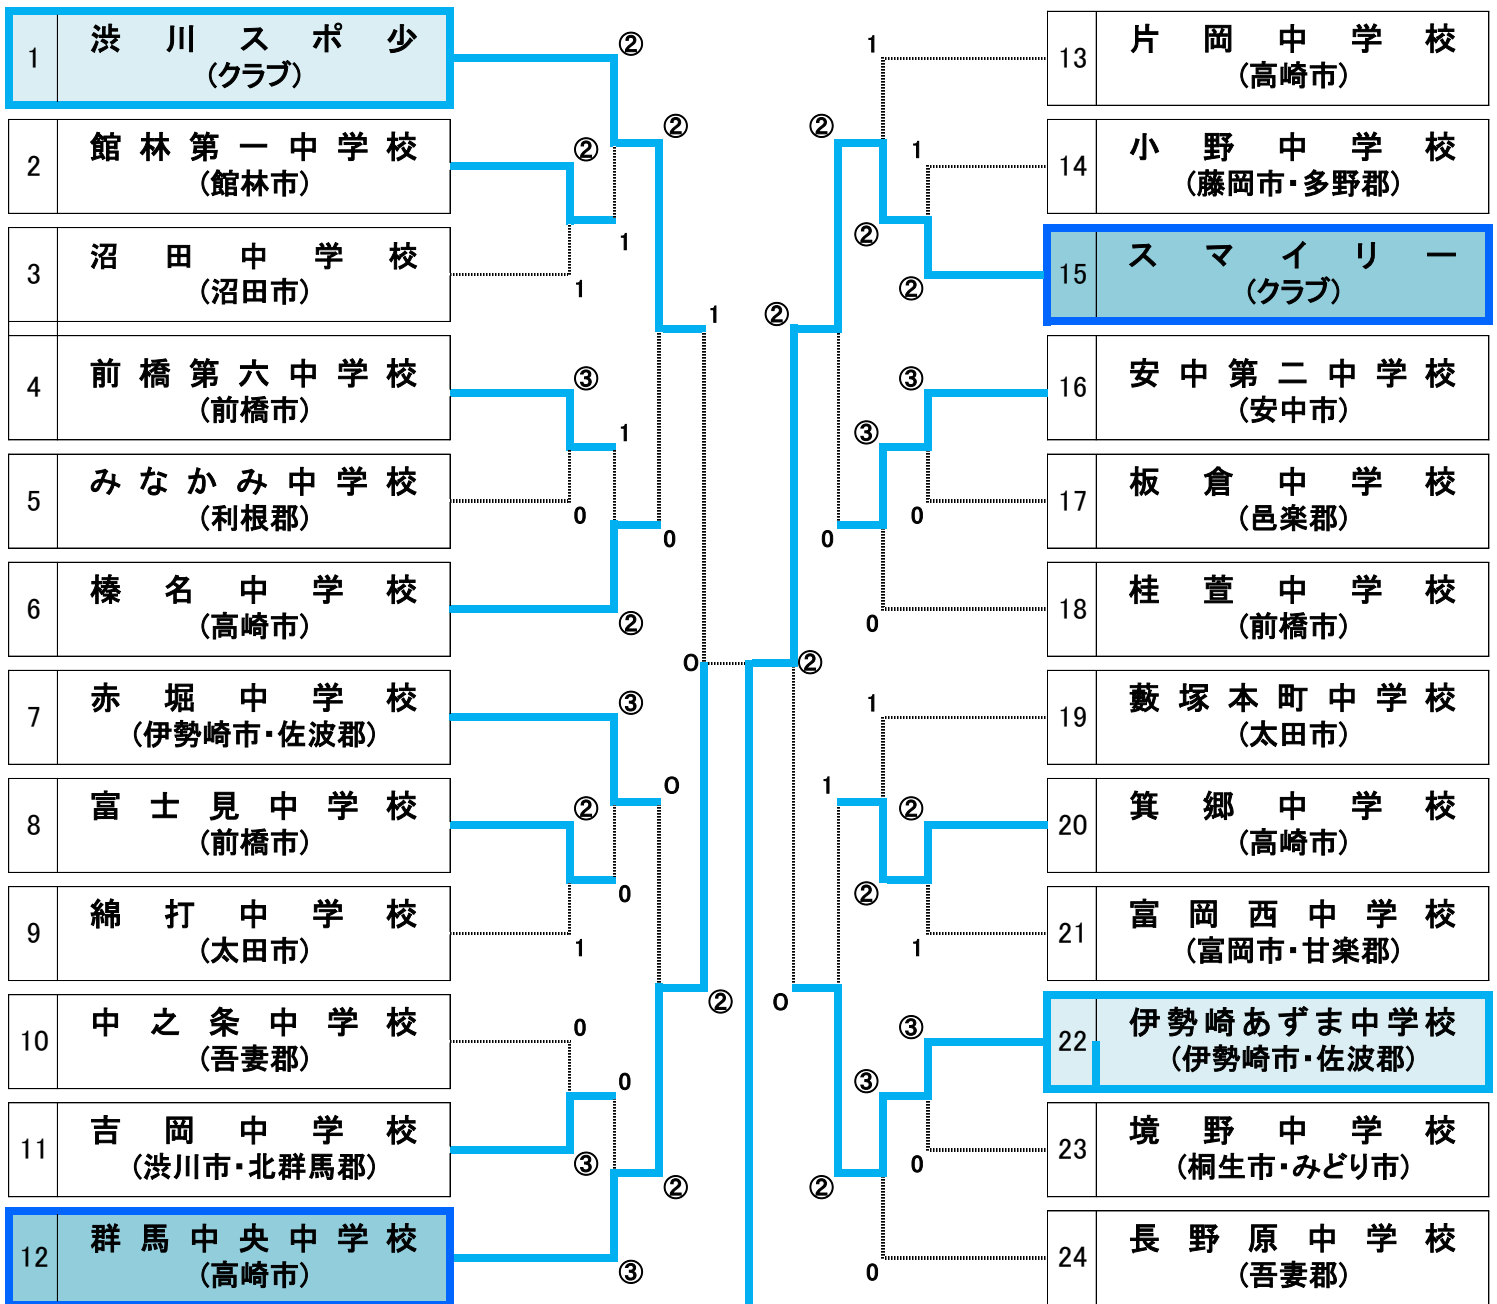 1 渋川スポ少
(クラブ)
2 館林第一中学校
(館林市)
3 沼田中学校
(沼田市)
4 前橋第六中学校
(前橋市)
5 みなかみ中学校
(利根郡)
6 榛名中学校
(高崎市)
7 赤堀中学校
(伊勢崎市・佐波郡)
8 富士見中学校
(前橋市)
9 綿打中学校
(太田市)
10 中之条中学校
(吾妻郡)
11 吉岡中学校
(渋川市・北群馬郡)
12 群馬中央中学校
(高崎市)
②
②
1
1
③
0
1
②
③
②
1
0
0
③
0
③
②
0
0
②
1
②
0
②
②
0
②
0
1
②
1
③
1
②
②
③
0
0
1
②
②
1
③
③
0
0
13 片岡中学校
(高崎市)
14 小野中学校
(藤岡市・多野郡)
15 スマイリー
(クラブ)
16 安中第二中学校
(安中市)
17 板倉中学校
(邑楽郡)
18 桂萱中学校
(前橋市)
19 藪塚本町中学校
(太田市)
20 箕郷中学校
(高崎市)
21 富岡西中学校
(富岡市・甘楽郡)
22 伊勢崎あずま中学校
(伊勢崎市・佐波郡)
23 境野中学校
(桐生市・みどり市)
24 長野原中学校
(吾妻郡)